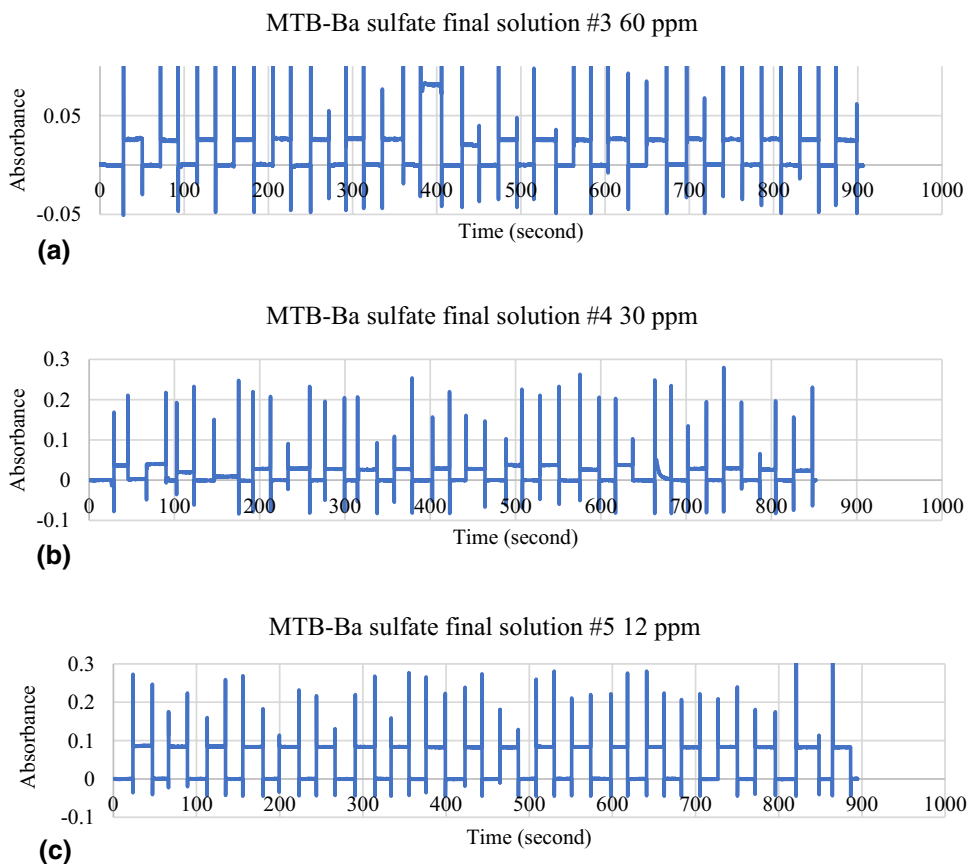 MTB-Ba sulfate final solution #3 60 ppm
0.05
-0.05
Absorbance
0 100 200 300 400 500 600 700 800 900 1000
Time (second)
(a)
MTB-Ba sulfate final solution #4 30 ppm
0.3
0.2
0.1
0
-0.1
Absorbance
0 100 200 300 400 500 600 700 800 900 1000
Time (second)
(b)
MTB-Ba sulfate final solution #5 12 ppm
0.3
0.2
0.1
0
-0.1
Absorbance
0 100 200 300 400 500 600 700 800 900 1000
Time (second)
(c)